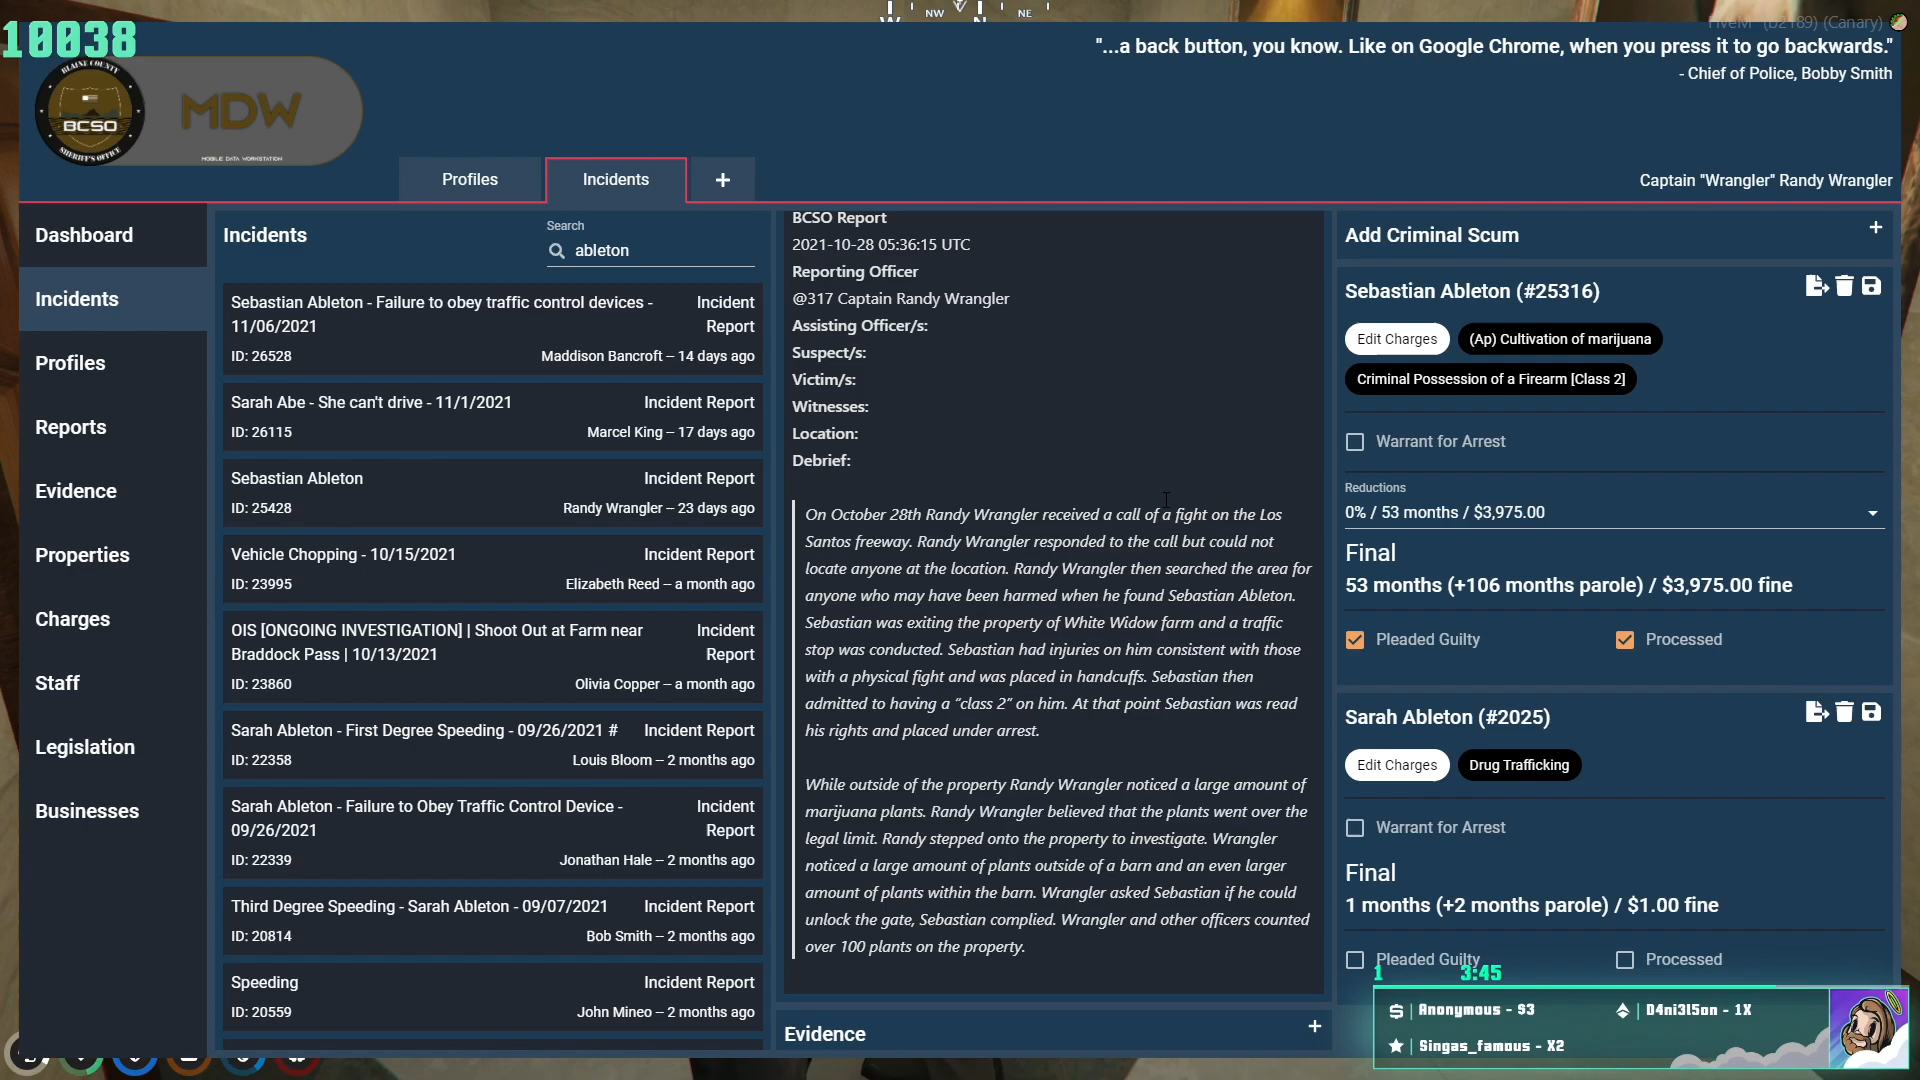 10038
W
NW
N
NE
FiveM (b2189) (Canary)
"...a back button, you know. Like on Google Chrome, when you press it to go backwards."
- Chief of Police, Bobby Smith
BLAINE COUNTY
BCSO
SHERIFF'S OFFICE
MDW
MOBILE DATA WORKSTATION
Profiles
Incidents
+
Captain "Wrangler" Randy Wrangler
Dashboard
Incidents
Profiles
Reports
Evidence
Properties
Charges
Staff
Legislation
Businesses
Incidents
Search
ableton
Sebastian Ableton - Failure to obey traffic control devices -
11/06/2021
Incident
Report
ID: 26528
Maddison Bancroft – 14 days ago
Sarah Abe - She can't drive - 11/1/2021
Incident Report
ID: 26115
Marcel King – 17 days ago
Sebastian Ableton
Incident Report
ID: 25428
Randy Wrangler – 23 days ago
Vehicle Chopping - 10/15/2021
Incident Report
ID: 23995
Elizabeth Reed – a month ago
OIS [ONGOING INVESTIGATION] | Shoot Out at Farm near
Braddock Pass | 10/13/2021
Incident
Report
ID: 23860
Olivia Copper – a month ago
Sarah Ableton - First Degree Speeding - 09/26/2021 #
Incident Report
ID: 22358
Louis Bloom – 2 months ago
Sarah Ableton - Failure to Obey Traffic Control Device -
09/26/2021
Incident
Report
ID: 22339
Jonathan Hale – 2 months ago
Third Degree Speeding - Sarah Ableton - 09/07/2021
Incident Report
ID: 20814
Bob Smith – 2 months ago
Speeding
Incident Report
ID: 20559
John Mineo – 2 months ago
BCSO Report
2021-10-28 05:36:15 UTC
Reporting Officer
@317 Captain Randy Wrangler
Assisting Officer/s:
Suspect/s:
Victim/s:
Witnesses:
Location:
Debrief:
On October 28th Randy Wrangler received a call of a fight on the Los
Santos freeway. Randy Wrangler responded to the call but could not
locate anyone at the location. Randy Wrangler then searched the area for
anyone who may have been harmed when he found Sebastian Ableton.
Sebastian was exiting the property of White Widow farm and a traffic
stop was conducted. Sebastian had injuries on him consistent with those
with a physical fight and was placed in handcuffs. Sebastian then
admitted to having a “class 2” on him. At that point Sebastian was read
his rights and placed under arrest.
While outside of the property Randy Wrangler noticed a large amount of
marijuana plants. Randy Wrangler believed that the plants went over the
legal limit. Randy stepped onto the property to investigate. Wrangler
noticed a large amount of plants outside of a barn and an even larger
amount of plants within the barn. Wrangler asked Sebastian if he could
unlock the gate, Sebastian complied. Wrangler and other officers counted
over 100 plants on the property.
Evidence
+
Add Criminal Scum
+
Sebastian Ableton (#25316)
Edit Charges
(Ap) Cultivation of marijuana
Criminal Possession of a Firearm [Class 2]
Warrant for Arrest
Reductions
0% / 53 months / $3,975.00
Final
53 months (+106 months parole) / $3,975.00 fine
Pleaded Guilty
Processed
Sarah Ableton (#2025)
Edit Charges
Drug Trafficking
Warrant for Arrest
Final
1 months (+2 months parole) / $1.00 fine
Pleaded Guilty
Processed
1
3:45
Anonymous - $3
D4ni3l5on - 1X
Singas_famous - X2